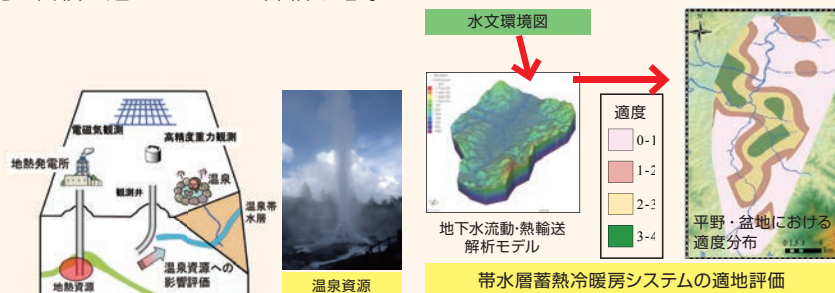 水文環境図
電磁気観測
高精度重力観測
地熱発電所
観測井
温泉
温泉帯
水層
温泉資源への
影響評価
地熱資源
温泉資源
地下水流動・熱輸送
解析モデル
適度
0-1
1-2
2-3
3-4
N
平野・盆地における
適度分布
帯水層蓄熱冷暖房システムの適地評価